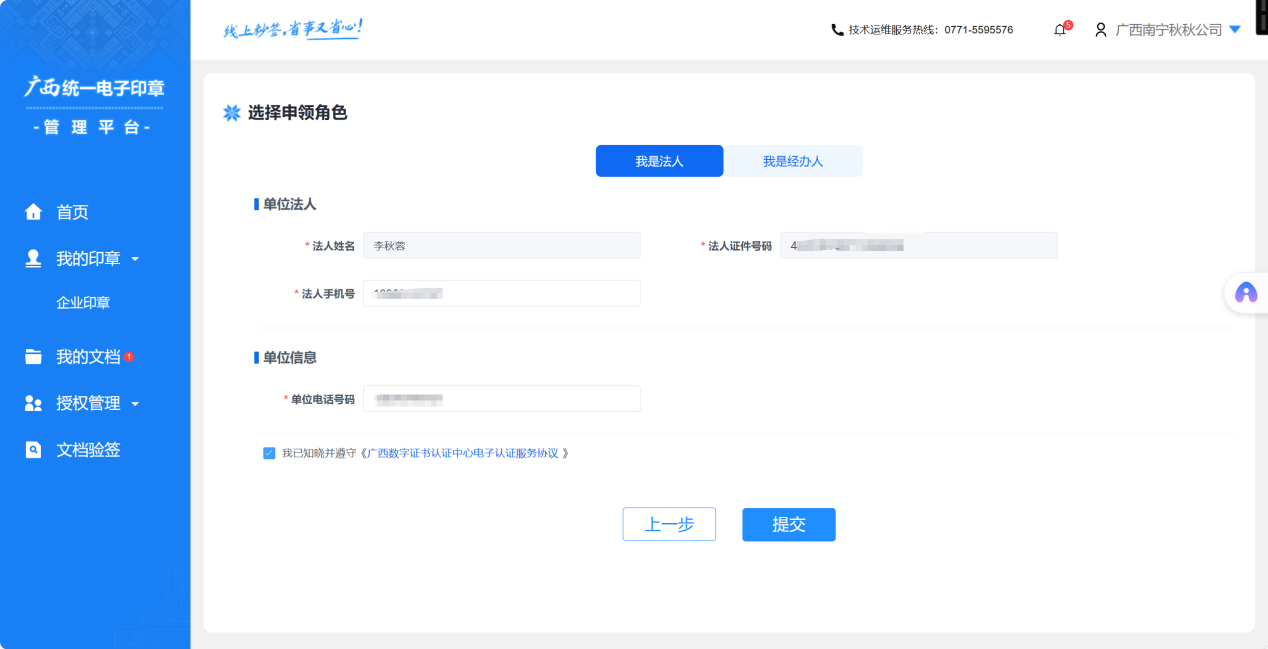 线上秒签,省事又省心!
技术运维服务热线：0771-5595576
5
广西南宁秋秋公司
广西统一电子印章
-管理平台-
首页
我的印章
企业印章
我的文档
1
授权管理
文档验签
选择申领角色
我是法人
我是经办人
单位法人
*法人姓名 李秋蓉
*法人证件号码 4
*法人手机号
单位信息
*单位电话号码
我已知晓并遵守《广西数字证书认证中心电子认证服务协议 》
上一步
提交